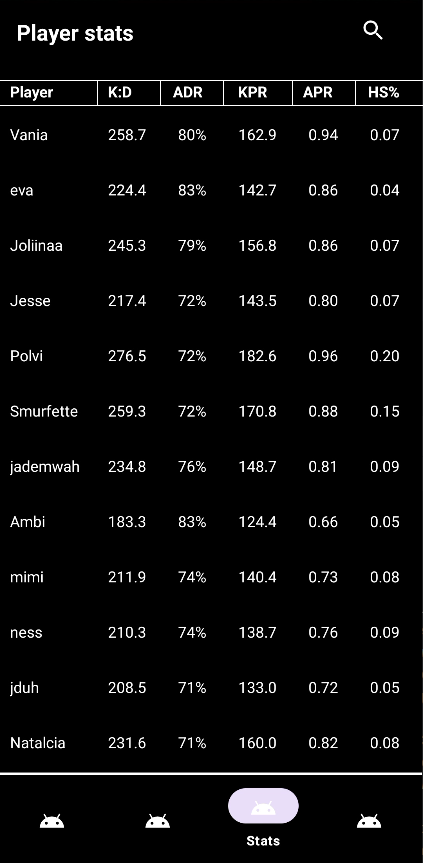 Player stats
Player K:D ADR KPR APR HS%
Vania 258.7 80% 162.9 0.94 0.07
eva 224.4 83% 142.7 0.86 0.04
Joliinaa 245.3 79% 156.8 0.86 0.07
Jesse 217.4 72% 143.5 0.80 0.07
Polvi 276.5 72% 182.6 0.96 0.20
Smurfette 259.3 72% 170.8 0.88 0.15
jademwah 234.8 76% 148.7 0.81 0.09
Ambi 183.3 83% 124.4 0.66 0.05
mimi 211.9 74% 140.4 0.73 0.08
ness 210.3 74% 138.7 0.76 0.09
jduh 208.5 71% 133.0 0.72 0.05
Natalcia 231.6 71% 160.0 0.82 0.08
Stats